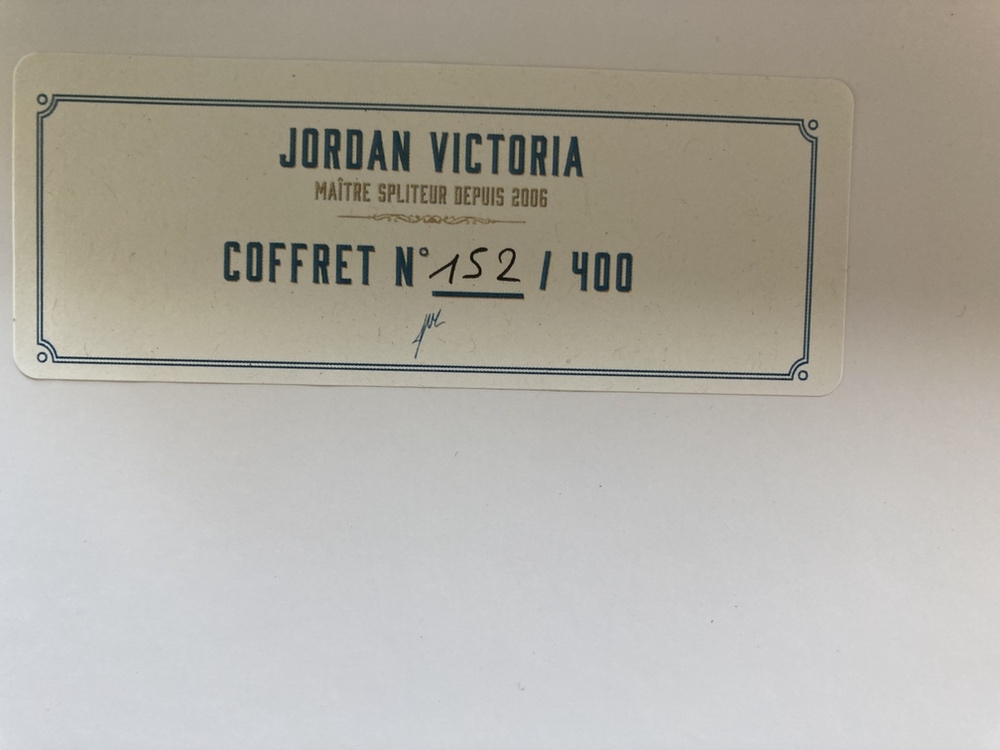 JORDAN VICTORIA
MAÎTRE SPLITEUR DEPUIS 2006
COFFRET N° 152 / 400